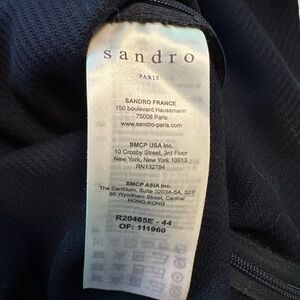 sandro
PARIS
SANDRO FRANCE
150 boulevard Haussmann
75008 Paris
www.sandro-paris.com
SMCP USA Inc.
10 Crosby Street, 3rd Floor
New York, New York 10013
RN132784
SMCP ASIA Inc.
The Centrium, Suite 3203A-5A, 32/F
60 Wyndham Street, Central
HONG-KONG
R20465E - 44
OF: 111960